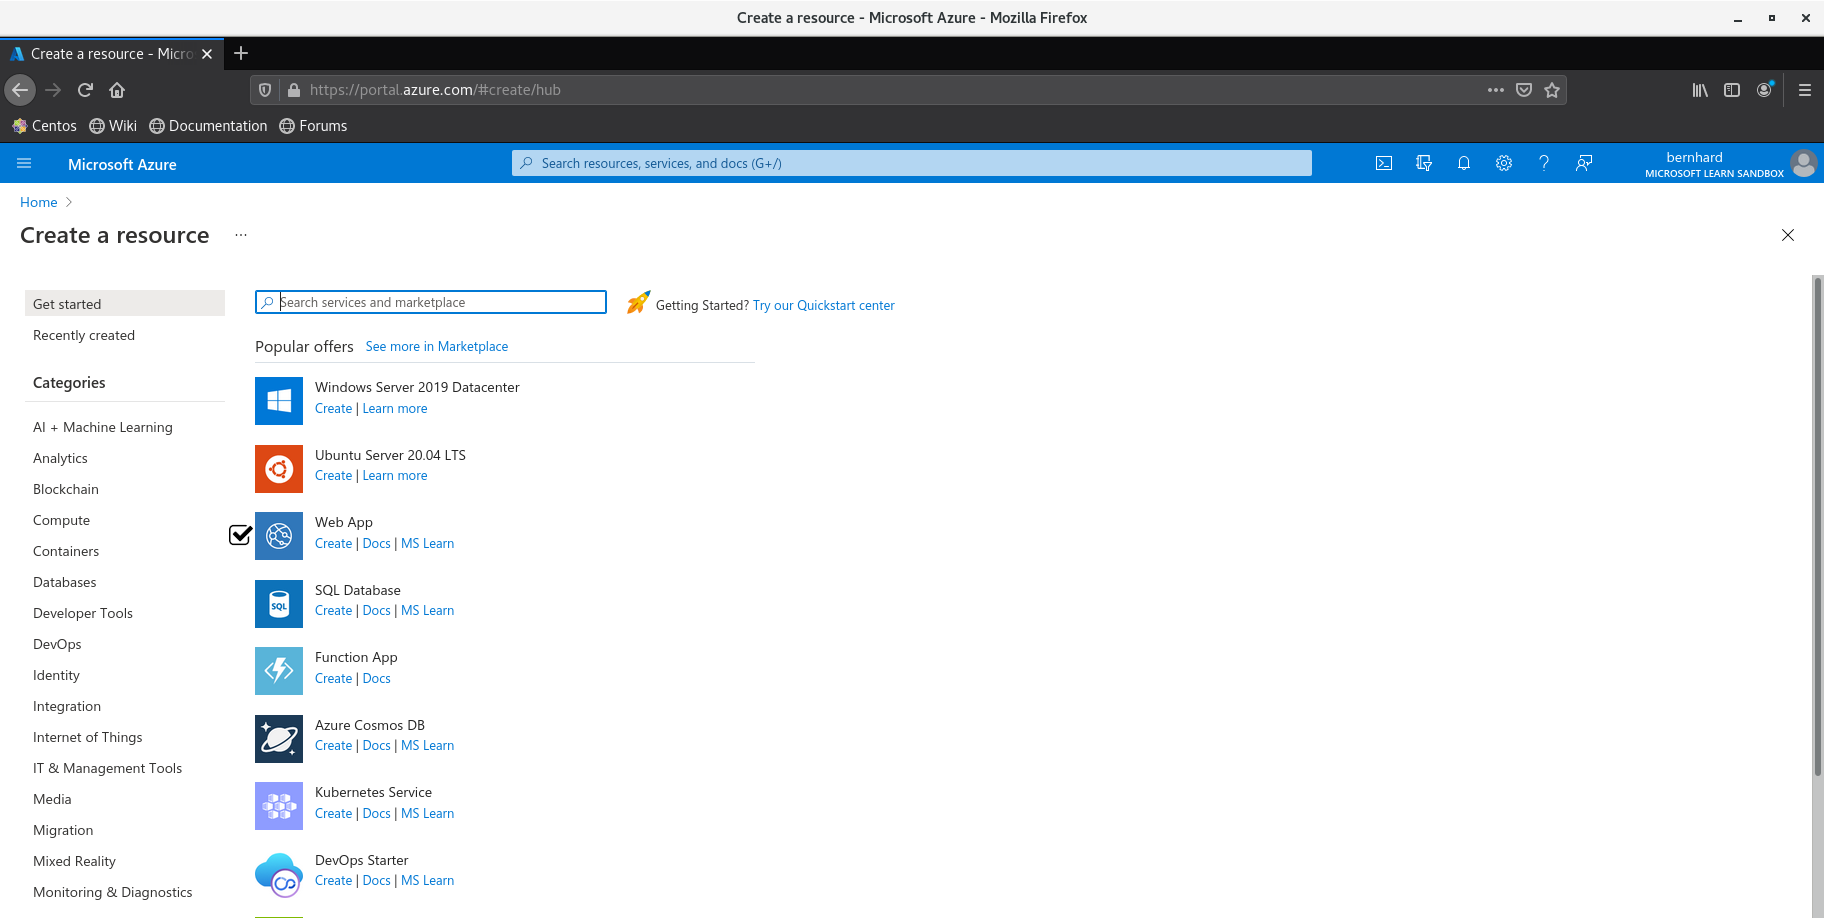 Create a resource - Microsoft Azure - Mozilla Firefox
Create a resource - Micro
https://portal.azure.com/#create/hub
Centos Wiki Documentation Forums
Microsoft Azure
Search resources, services, and docs (G+/)
bernhard
MICROSOFT LEARN SANDBOX
Home
Create a resource
Get started
Recently created
Categories
AI + Machine Learning
Analytics
Blockchain
Compute
Containers
Databases
Developer Tools
DevOps
Identity
Integration
Internet of Things
IT & Management Tools
Media
Migration
Mixed Reality
Monitoring & Diagnostics
Search services and marketplace
Getting Started? Try our Quickstart center
Popular offers See more in Marketplace
Windows Server 2019 Datacenter
Create | Learn more
Ubuntu Server 20.04 LTS
Create | Learn more
Web App
Create | Docs | MS Learn
SQL
SQL Database
Create | Docs | MS Learn
Function App
Create | Docs
Azure Cosmos DB
Create | Docs | MS Learn
Kubernetes Service
Create | Docs | MS Learn
DevOps Starter
Create | Docs | MS Learn